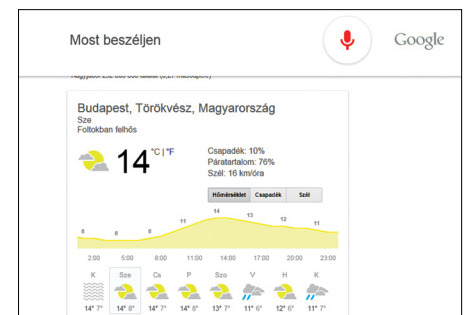 Most beszéljen
Google
Budapest, Törökvész, Magyarország
Sze
Foltokban felhős
14 °C | °F
Csapadék: 10%
Páratartalom: 76%
Szél: 16 km/óra
Hőmérséklet Csapadék Szél
8 8 8 11 14 13 12 11
2:00 5:00 8:00 11:00 14:00 17:00 20:00 23:00
K Sze Cs P Szo V H K
14° 7° 14° 8° 14° 7° 14° 8° 13° 7° 11° 6° 12° 6° 11° 7°